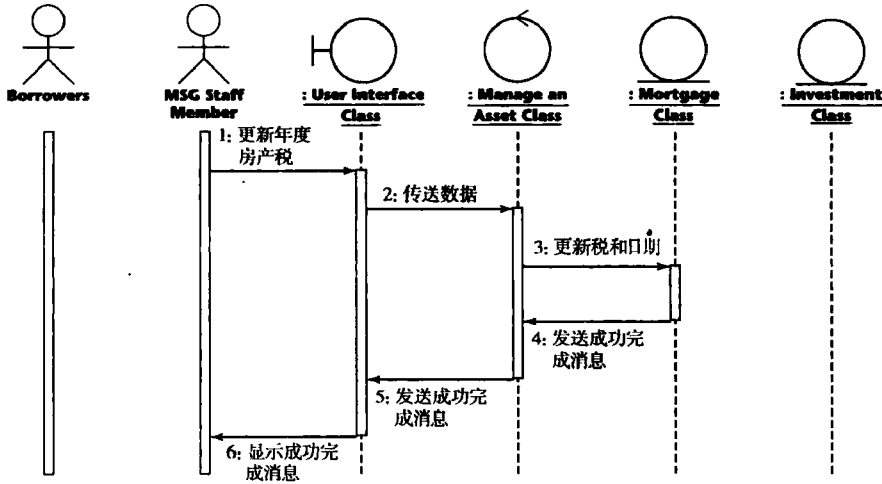 Borrowers
MSG Staff
Member
: User Interface
Class
: Manage an
Asset Class
: Mortgage
Class
: Investment
Class
1: 更新年度
房产税
2: 传送数据
3: 更新税和日期
4: 发送成功完
成消息
5: 发送成功完
成消息
6: 显示成功完
成消息